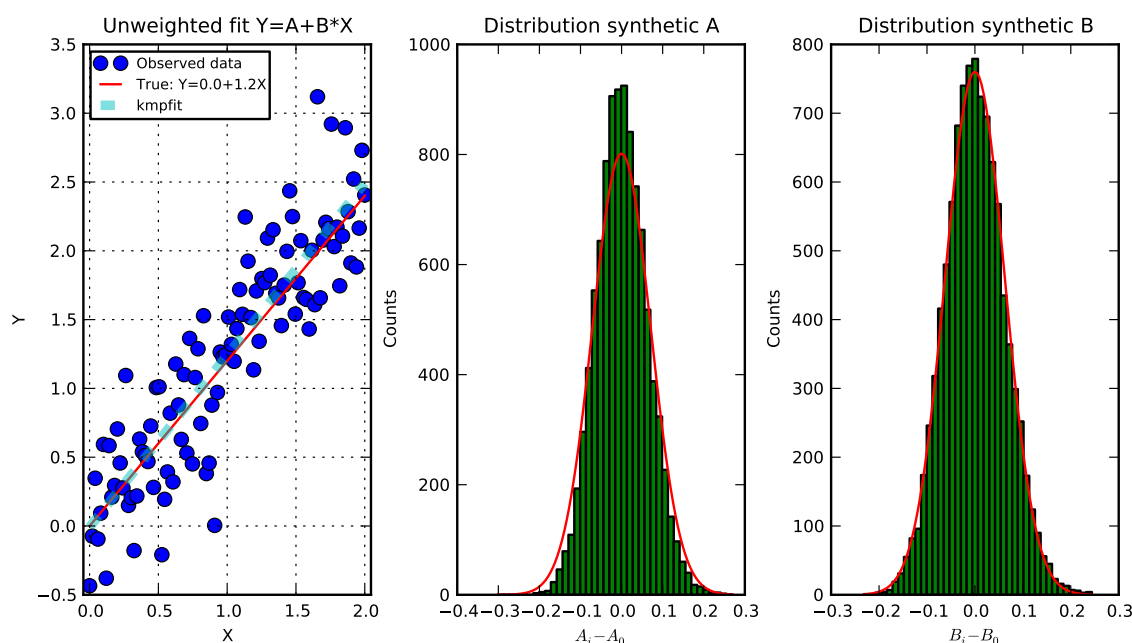 Unweighted fit Y=A+B*X
3.5
3.0
2.5
2.0
1.5
1.0
0.5
0.0
−0.5
Y
Observed data
True: Y=0.0+1.2X
kmpfit
0.0 0.5 1.0 1.5 2.0
X
Distribution synthetic A
1000
800
600
400
200
0
Counts
−0.4 −0.3 −0.2 −0.1 0.0 0.1 0.2 0.3
A_i − A_0
Distribution synthetic B
800
700
600
500
400
300
200
100
0
Counts
−0.3 −0.2 −0.1 0.0 0.1 0.2 0.3
B_i − B_0